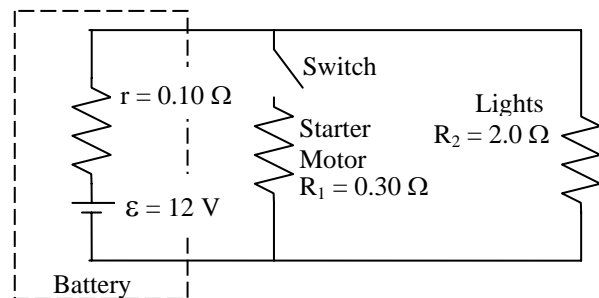 Switch
r = 0.10 Ω
Lights
R₂ = 2.0 Ω
Starter
Motor
R₁ = 0.30 Ω
ε = 12 V
Battery